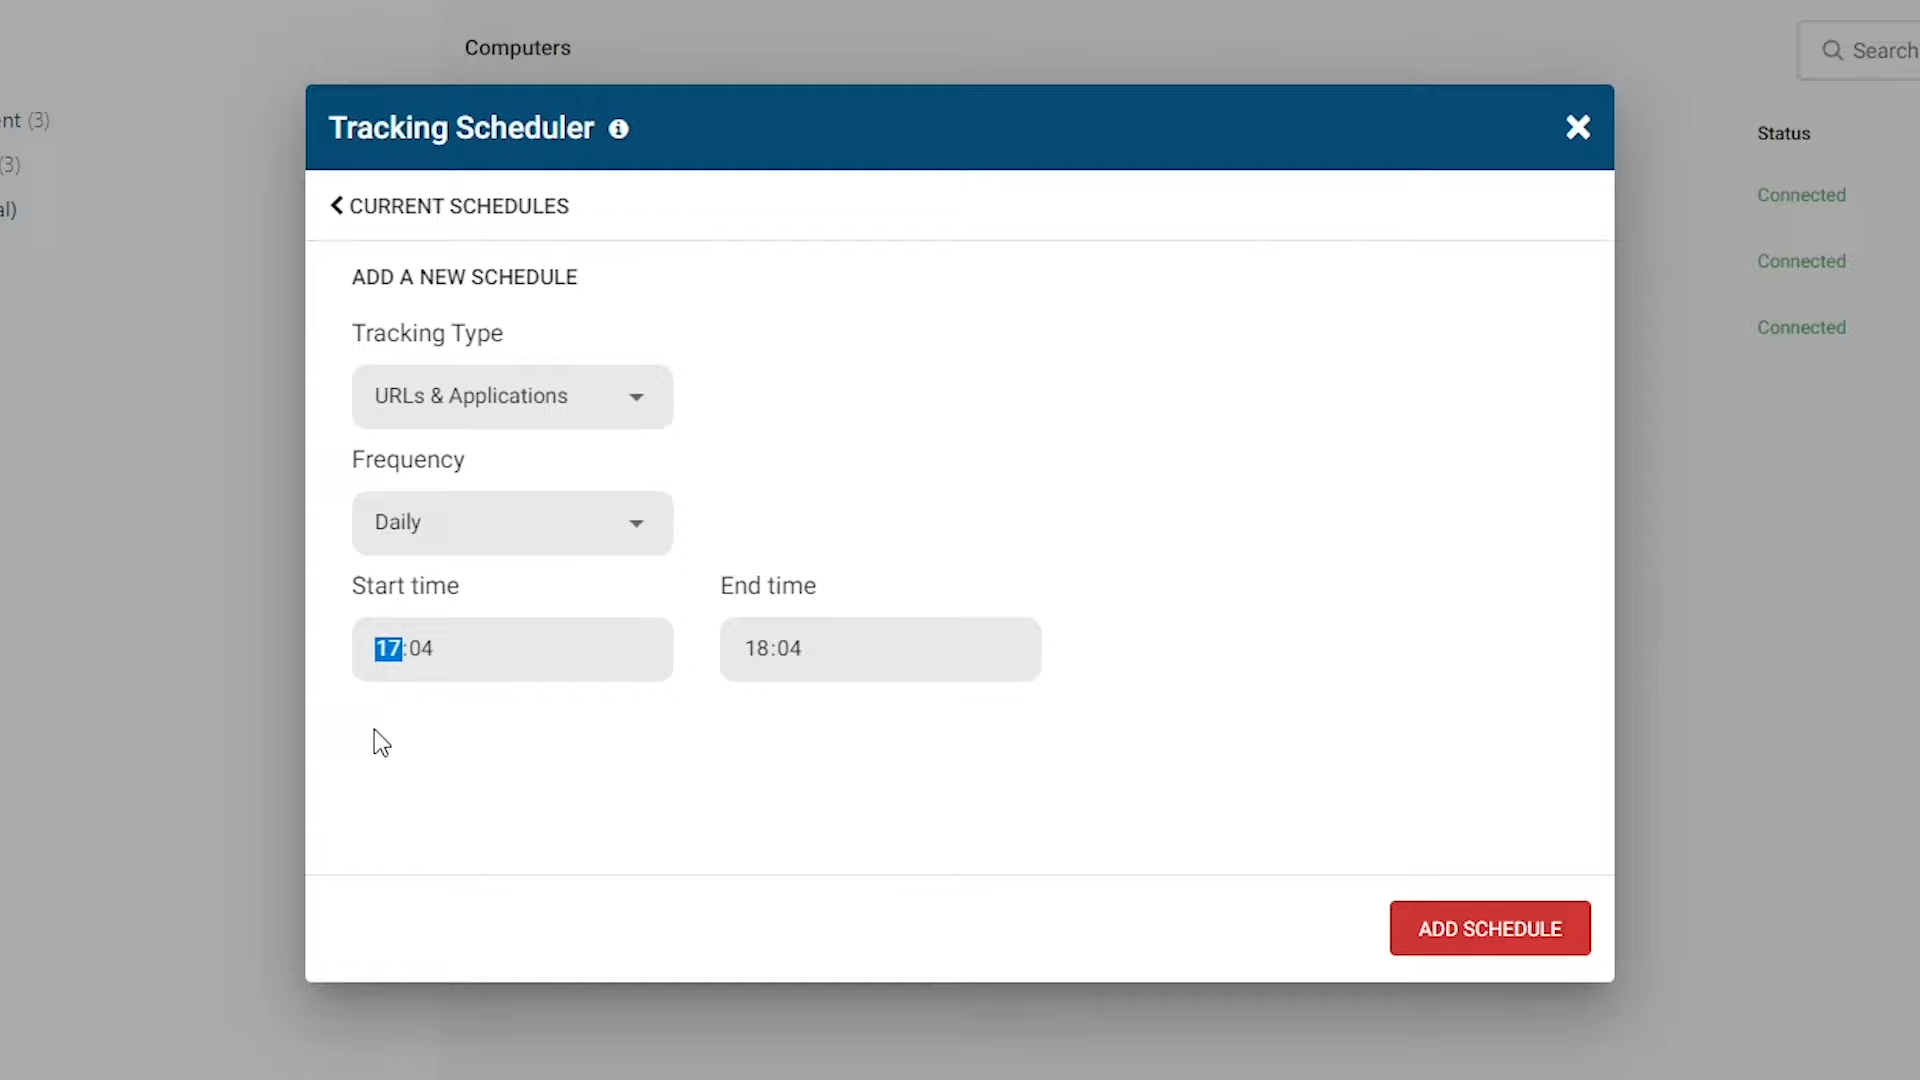 Computers
Search
ent (3)
(3)
al)
Status
Connected
Connected
Connected
Tracking Scheduler
CURRENT SCHEDULES
ADD A NEW SCHEDULE
Tracking Type
URLs & Applications
Frequency
Daily
Start time
End time
17:04
18:04
ADD SCHEDULE